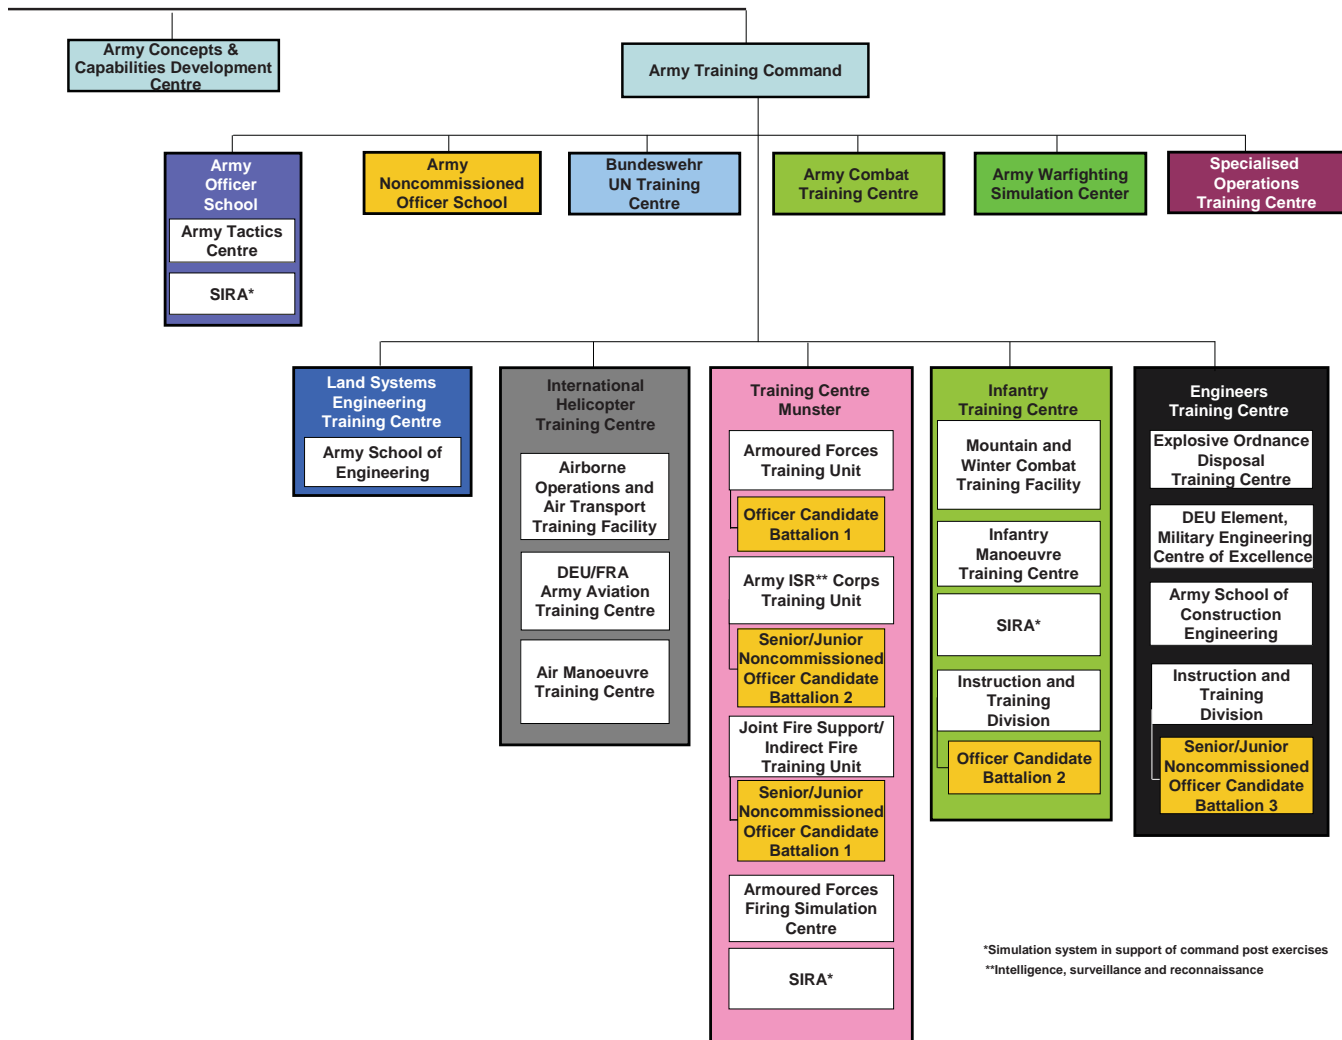 Army Concepts &
Capabilities Development
Centre
Army Training Command
Army
Officer
School
Army Tactics
Centre
SIRA*
Army
Noncommissioned
Officer School
Bundeswehr
UN Training
Centre
Army Combat
Training Centre
Army Warfighting
Simulation Center
Specialised
Operations
Training Centre
Land Systems
Engineering
Training Centre
Army School of
Engineering
International
Helicopter
Training Centre
Airborne
Operations and
Air Transport
Training Facility
DEU/FRA
Army Aviation
Training Centre
Air Manoeuvre
Training Centre
Training Centre
Munster
Armoured Forces
Training Unit
Officer Candidate
Battalion 1
Army ISR** Corps
Training Unit
Senior/Junior
Noncommissioned
Officer Candidate
Battalion 2
Joint Fire Support/
Indirect Fire
Training Unit
Senior/Junior
Noncommissioned
Officer Candidate
Battalion 1
Armoured Forces
Firing Simulation
Centre
SIRA*
Infantry
Training Centre
Mountain and
Winter Combat
Training Facility
Infantry
Manoeuvre
Training Centre
SIRA*
Instruction and
Training
Division
Officer Candidate
Battalion 2
Engineers
Training Centre
Explosive Ordnance
Disposal
Training Centre
DEU Element,
Military Engineering
Centre of Excellence
Army School of
Construction
Engineering
Instruction and
Training
Division
Senior/Junior
Noncommissioned
Officer Candidate
Battalion 3
*Simulation system in support of command post exercises
**Intelligence, surveillance and reconnaissance